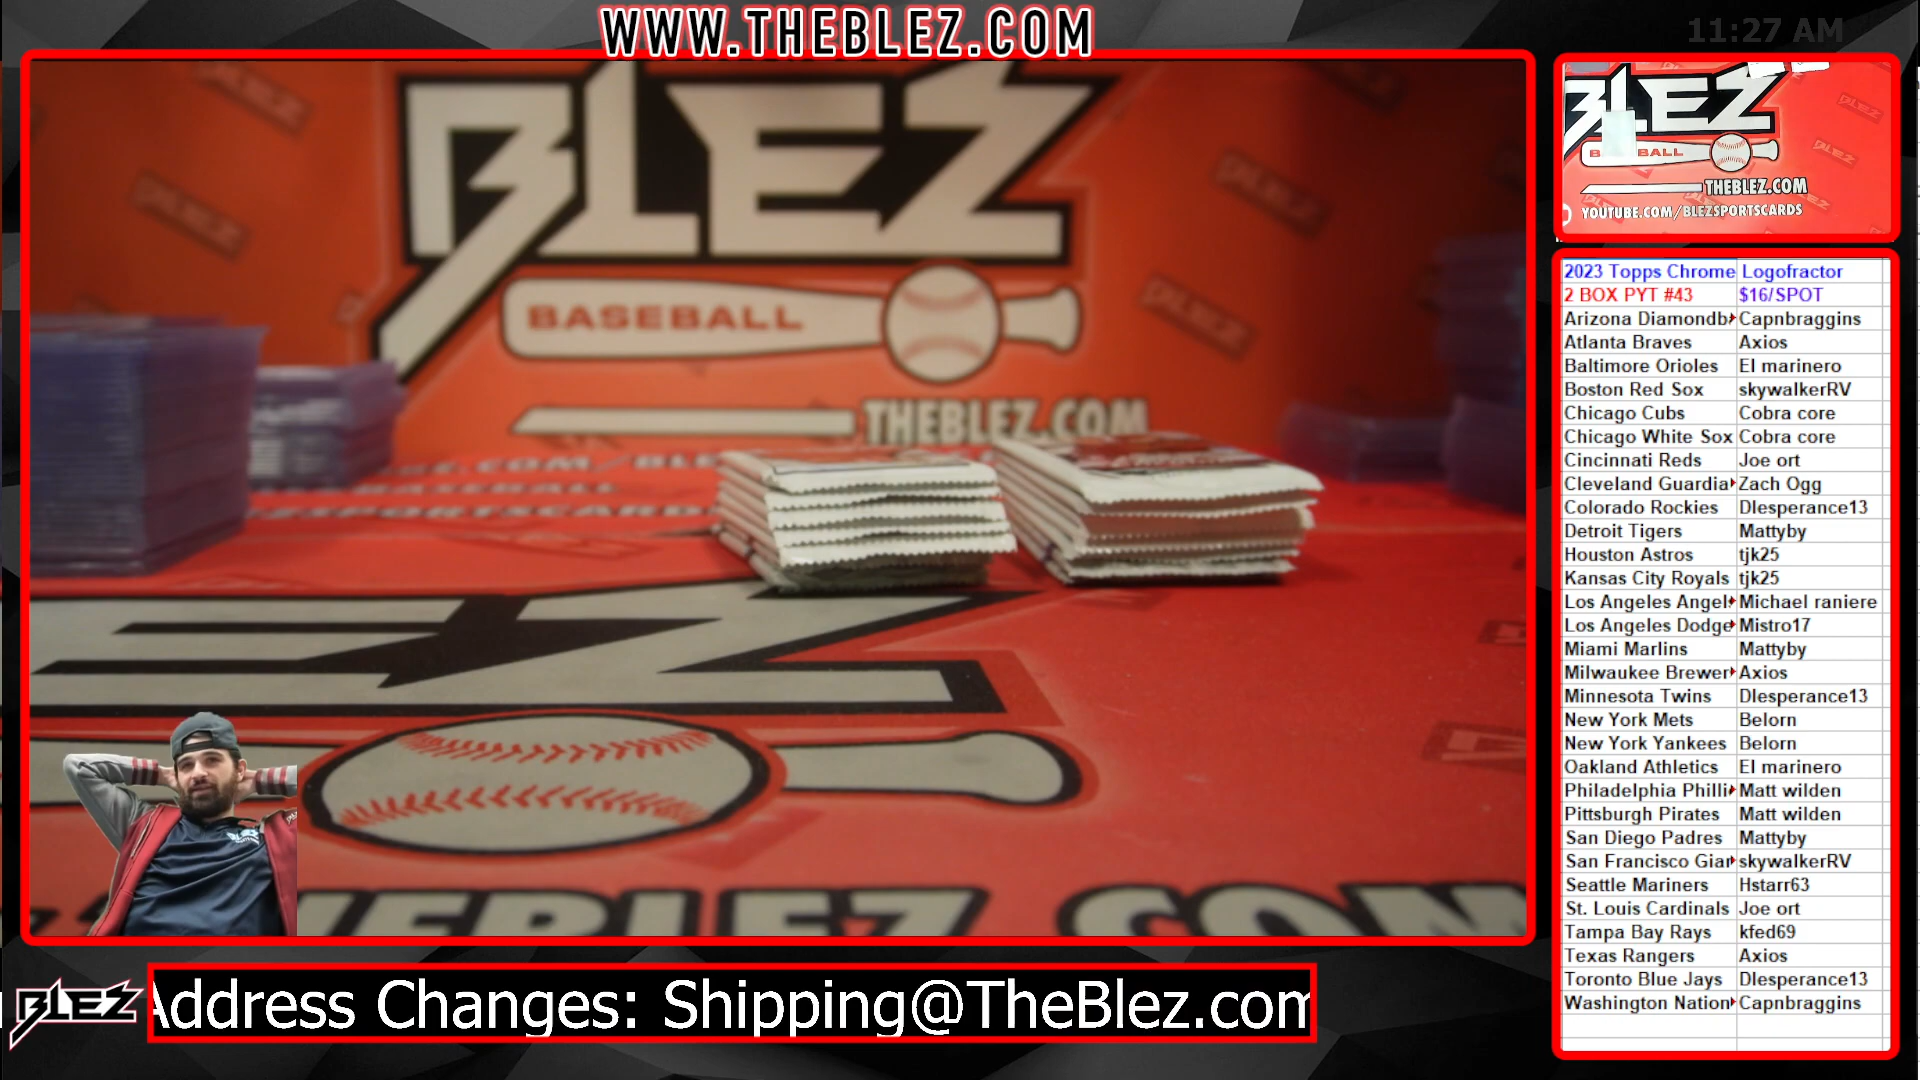 WWW.THEBLEZ.COM
11:27 AM
BLEZ
BASEBALL
THEBLEZ.COM
BLEZ
THEBLEZ.COM
YOUTUBE.COM/BLEZSPORTSCARDS
2023 Topps Chrome Logofractor
2 BOX PYT #43 $16/SPOT
Arizona Diamondb Capnbraggins
Atlanta Braves Axios
Baltimore Orioles El marinero
Boston Red Sox skywalkerRV
Chicago Cubs Cobra core
Chicago White Sox Cobra core
Cincinnati Reds Joe ort
Cleveland Guardia Zach Ogg
Colorado Rockies Dlesperance13
Detroit Tigers Mattyby
Houston Astros tjk25
Kansas City Royals tjk25
Los Angeles Angel Michael raniere
Los Angeles Dodge Mistro17
Miami Marlins Mattyby
Milwaukee Brewer Axios
Minnesota Twins Dlesperance13
New York Mets Belorn
New York Yankees Belorn
Oakland Athletics El marinero
Philadelphia Philli Matt wilden
Pittsburgh Pirates Matt wilden
San Diego Padres Mattyby
San Francisco Giar skywalkerRV
Seattle Mariners Hstarr63
St. Louis Cardinals Joe ort
Tampa Bay Rays kfed69
Texas Rangers Axios
Toronto Blue Jays Dlesperance13
Washington Nation Capnbraggins
BLEZ
Address Changes: Shipping@TheBlez.com